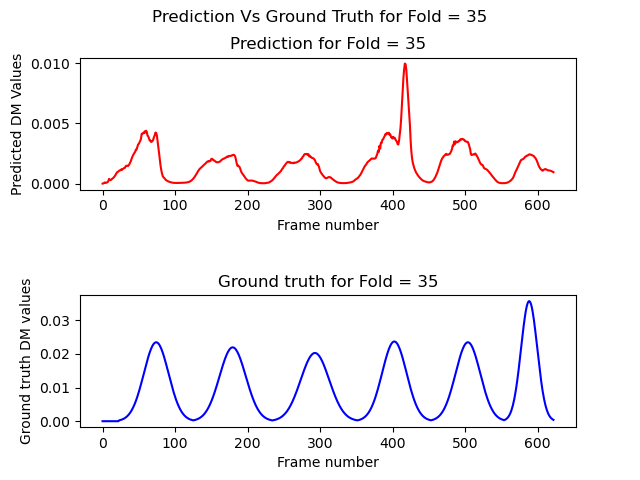 Prediction Vs Ground Truth for Fold = 35
Prediction for Fold = 35
Predicted DM Values
0.010
0.005
0.000
0 100 200 300 400 500 600
Frame number
Ground truth for Fold = 35
Ground truth DM values
0.03
0.02
0.01
0.00
0 100 200 300 400 500 600
Frame number